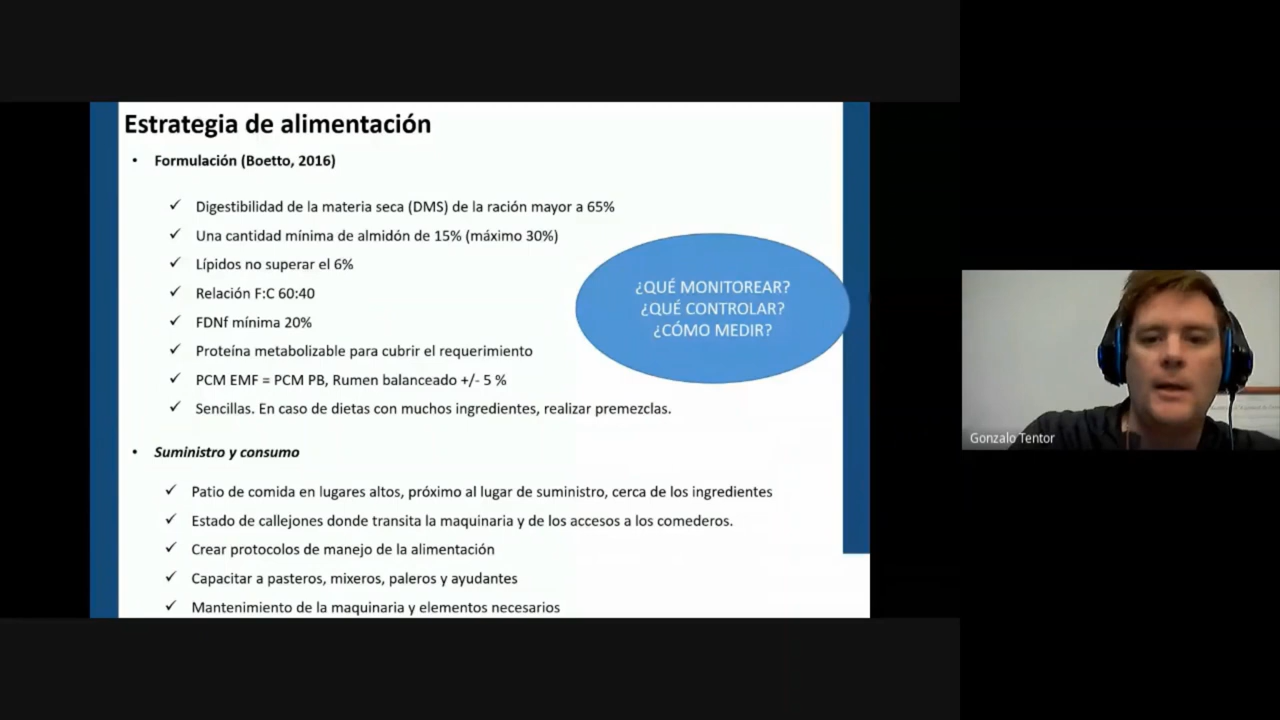 Estrategia de alimentación
• Formulación (Boetto, 2016)
✓ Digestibilidad de la materia seca (DMS) de la ración mayor a 65%
✓ Una cantidad mínima de almidón de 15% (máximo 30%)
✓ Lípidos no superar el 6%
✓ Relación F:C 60:40
✓ FDNf mínima 20%
✓ Proteína metabolizable para cubrir el requerimiento
✓ PCM EMF = PCM PB, Rumen balanceado +/- 5 %
✓ Sencillas. En caso de dietas con muchos ingredientes, realizar premezclas.
¿QUÉ MONITOREAR?
¿QUÉ CONTROLAR?
¿CÓMO MEDIR?
• Suministro y consumo
✓ Patio de comida en lugares altos, próximo al lugar de suministro, cerca de los ingredientes
✓ Estado de callejones donde transita la maquinaria y de los accesos a los comederos.
✓ Crear protocolos de manejo de la alimentación
✓ Capacitar a pasteros, mixeros, paleros y ayudantes
✓ Mantenimiento de la maquinaria y elementos necesarios
Gonzalo Tentor